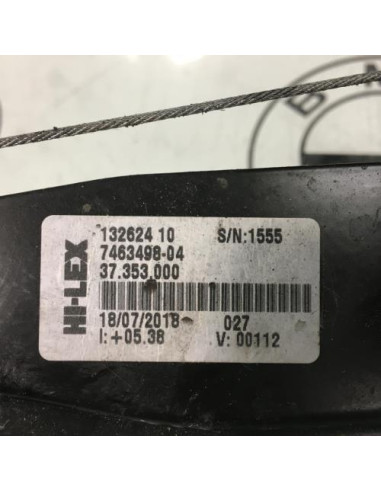 HI-LEX
132624 10 S/N:1555
7463498-04
37.353.000
18/07/2018 027
I:+05.38 V: 00112